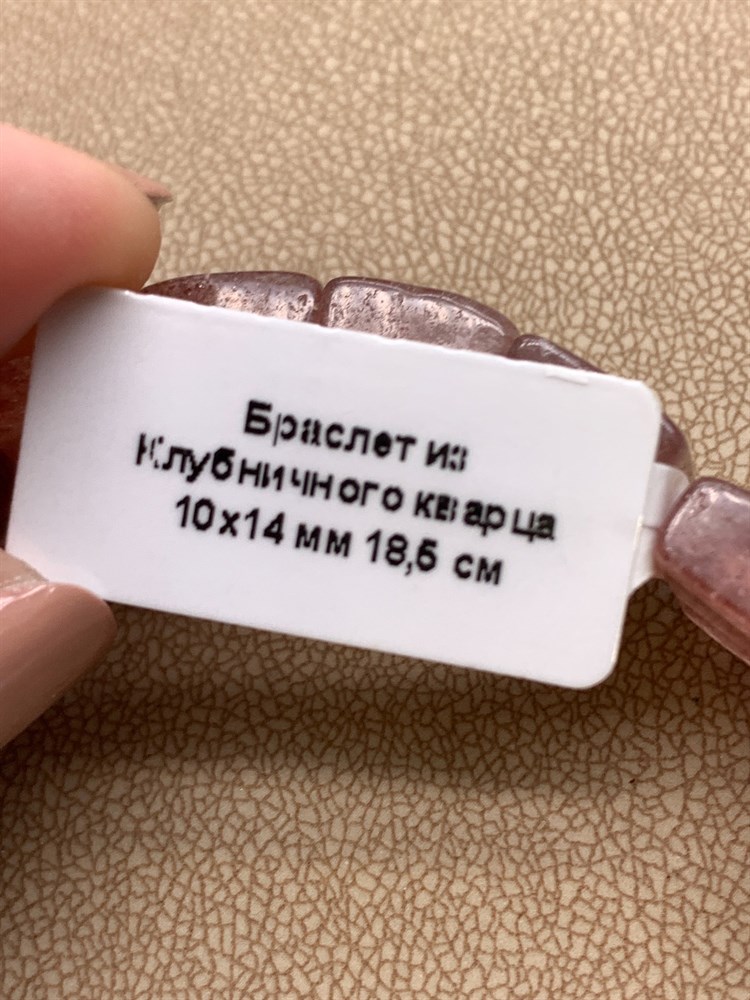 Браслет из
Клубничного кварца
10х14 мм 18,5 см